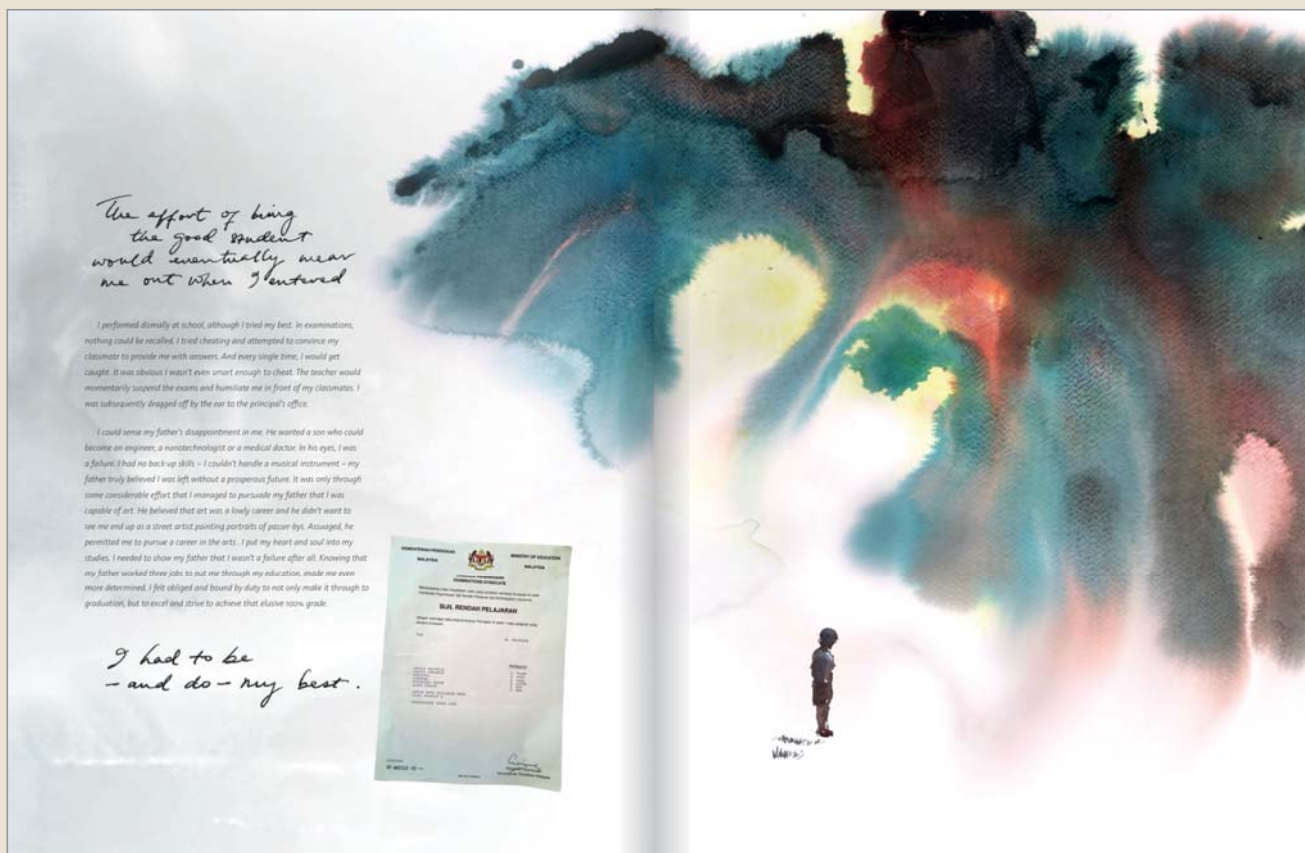 The effort of being
the good student
would eventually wear
me out when I entered
I performed dismally at school, although I tried my best. In examinations,
nothing could be recalled. I tried cheating and attempted to convince my
classmate to provide me with answers. And every single time, I would get
caught. It was obvious I wasn't even smart enough to cheat. The teacher would
momentarily suspend the exams and humiliate me in front of my classmates. I
was subsequently dragged off by the ear to the principal's office.
I could sense my father's disappointment in me. He wanted a son who could
become an engineer, a nanotechnologist or a medical doctor. In his eyes, I was
a failure. I had no back-up skills – I couldn't handle a musical instrument – my
father truly believed I was left without a prosperous future. It was only through
some considerable effort that I managed to pursuade my father that I was
capable of art. He believed that art was a lowly career and he didn't want to
see me end up as a street artist painting portraits of passer-bys. Assuaged, he
permitted me to pursue a career in the arts. I put my heart and soul into my
studies. I needed to show my father that I wasn't a failure after all. Knowing that
my father worked three jobs to put me through my education, made me even
more determined. I felt obliged and bound by duty to not only make it through to
graduation, but to excel and strive to achieve that elusive 100% grade.
I had to be
– and do – my best.
KEMENTERIAN PENDIDIKAN
MALAYSIA
MINISTRY OF EDUCATION
MALAYSIA
EXAMINATIONS SYNDICATE
SIJIL RENDAH PELAJARAN